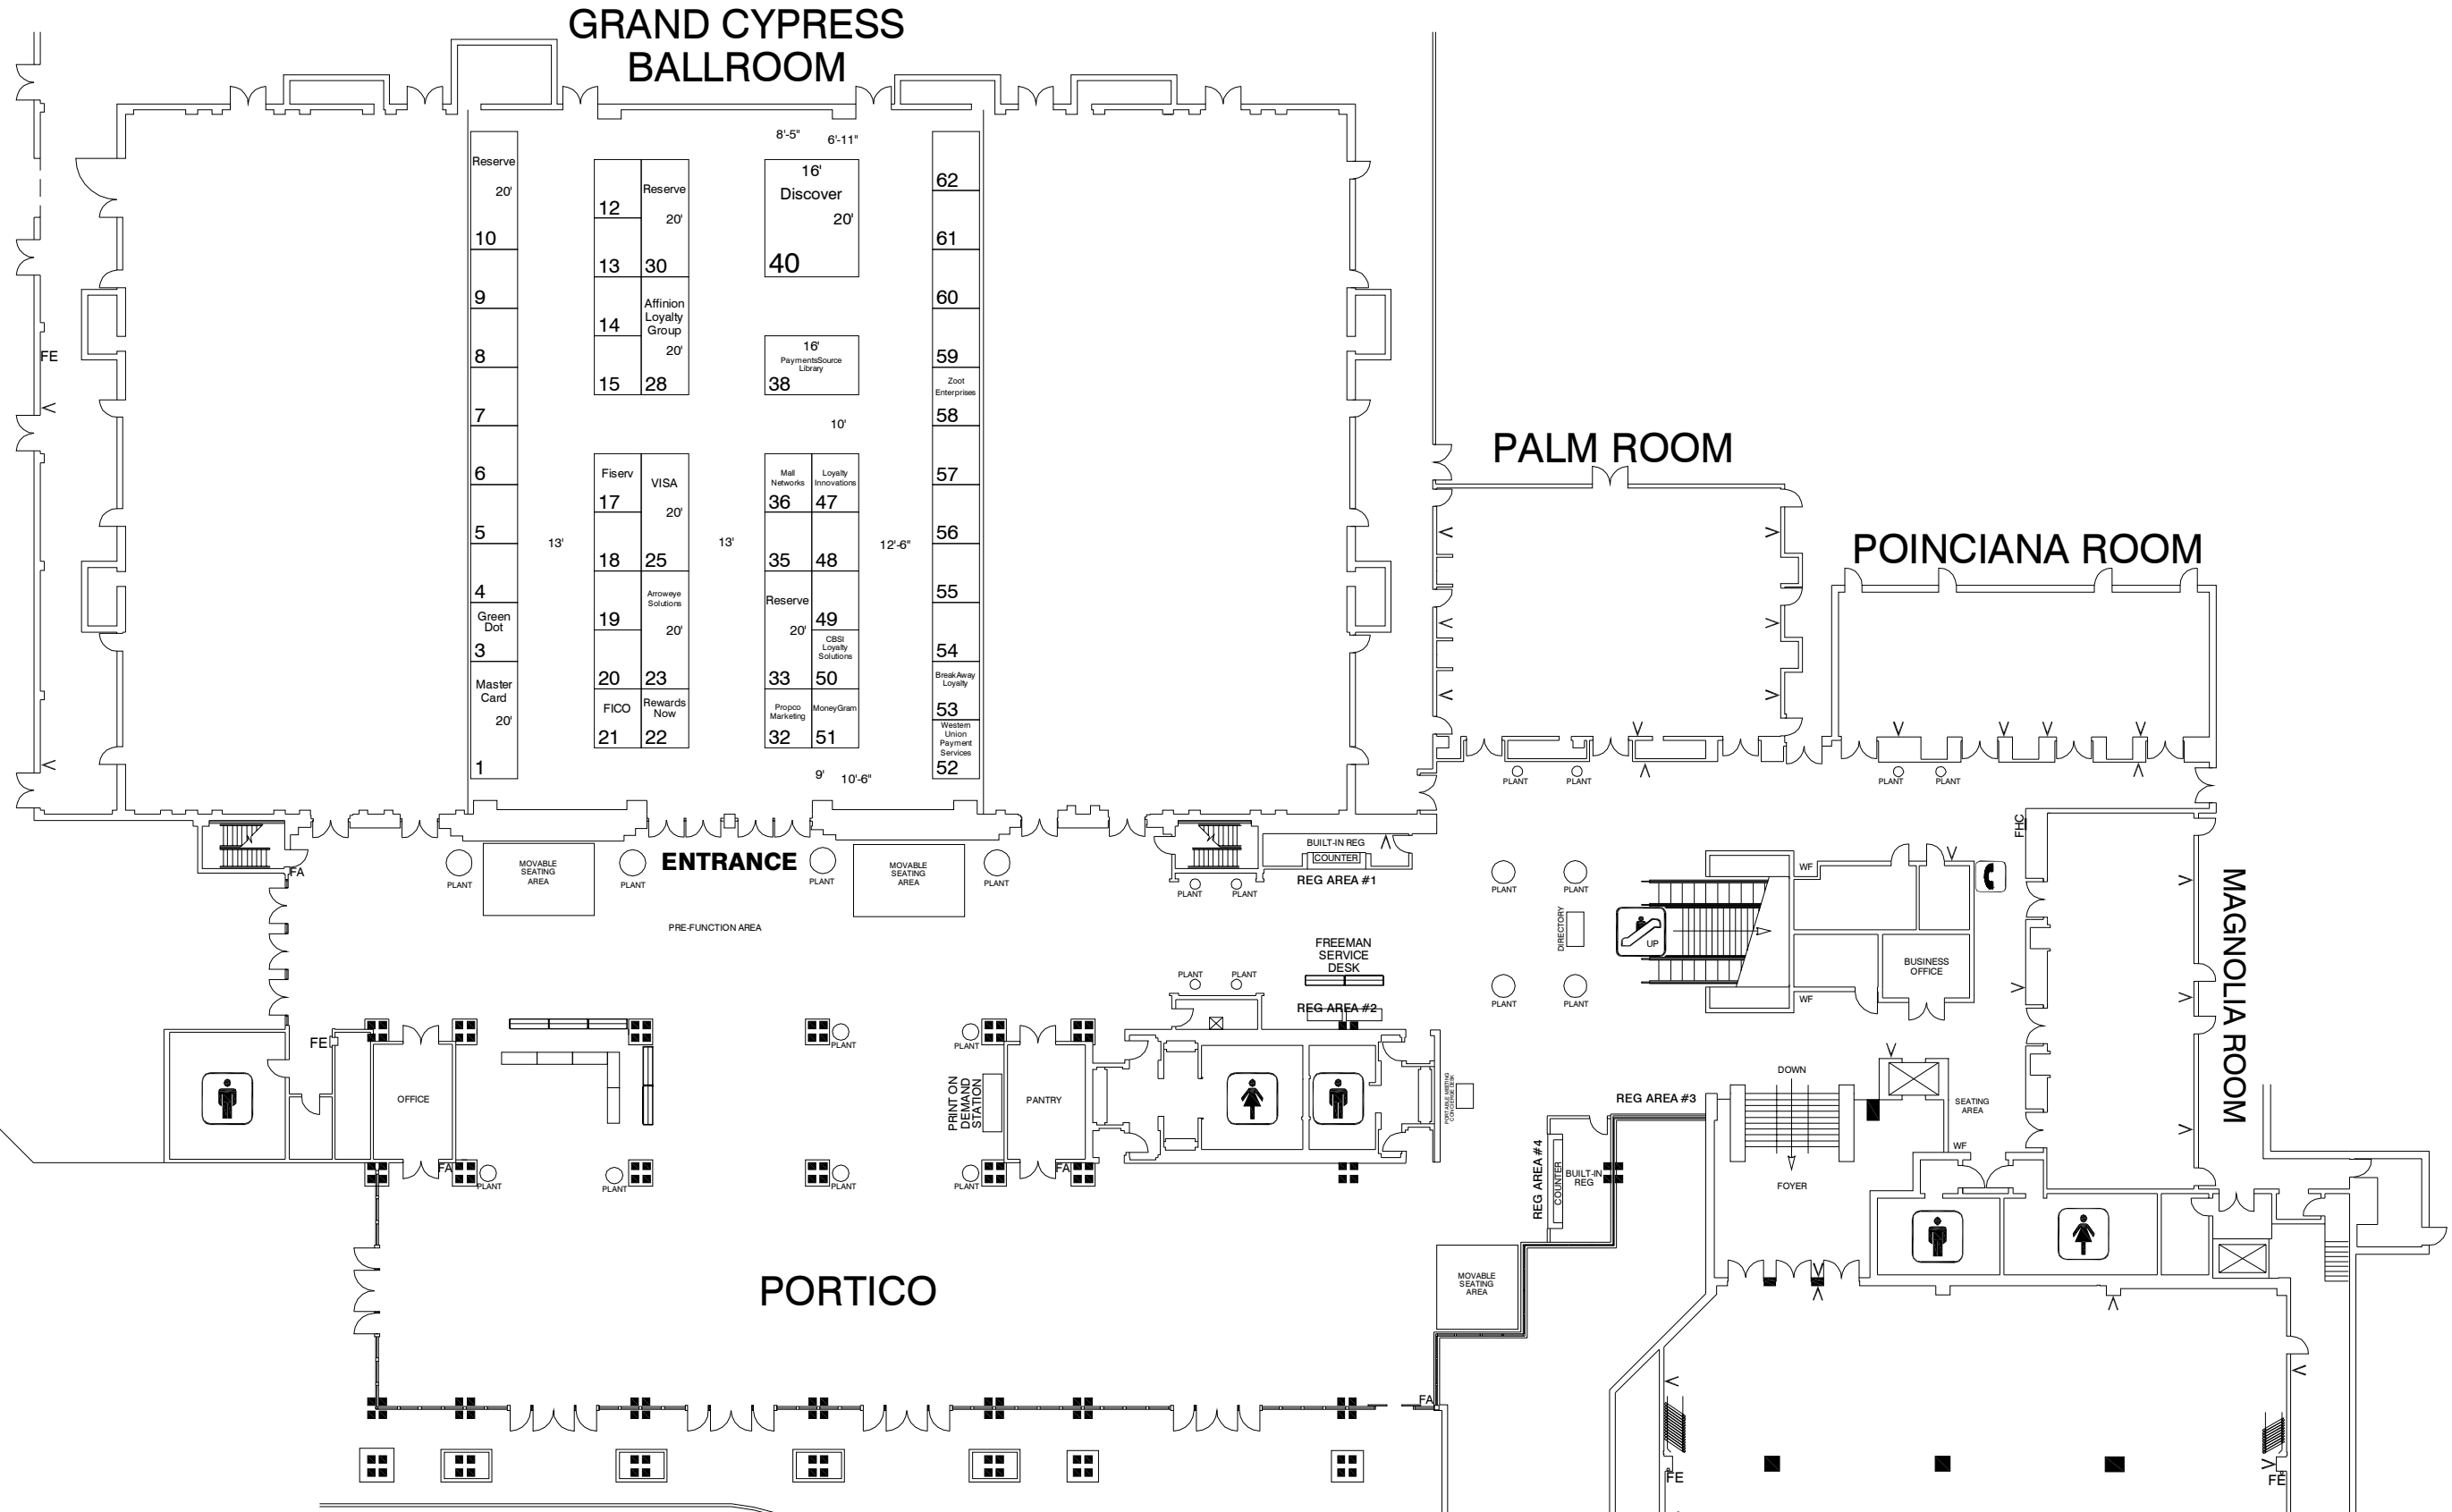 GRAND CYPRESS
BALLROOM
8'-5"
6'-11"
Reserve
20'
10
9
8
7
6
5
4
Green
Dot
3
Master
Card
20'
1
12
13
14
15
Reserve
20'
30
Affinion
Loyalty
Group
20'
28
16'
Discover
20'
40
16'
PaymentsSource
Library
38
10'
62
61
60
59
Zoot
Enterprises
58
57
56
55
54
BreakAway
Loyalty
53
Western
Union
Payment
Services
52
Fiserv
17
18
19
20
FICO
21
VISA
20'
25
Arroweye
Solutions
20'
23
Rewards
Now
22
Mall
Networks
36
35
Reserve
20'
33
Propco
Marketing
32
Loyalty
Innovations
47
48
49
CBSI
Loyalty
Solutions
50
MoneyGram
51
13'
13'
12'-6"
9'
10'-6"
FE
PALM ROOM
POINCIANA ROOM
PLANT
PLANT
PLANT
PLANT
FA
PLANT
MOVABLE
SEATING
AREA
PLANT
ENTRANCE
PLANT
MOVABLE
SEATING
AREA
PLANT
PRE-FUNCTION AREA
BUILT-IN REG
COUNTER
REG AREA #1
PLANT
PLANT
PLANT
PLANT
DIRECTORY
PLANT
PLANT
UP
WF
WF
BUSINESS
OFFICE
FHC
MAGNOLIA ROOM
FREEMAN
SERVICE
DESK
PLANT
PLANT
REG AREA #2
FE
OFFICE
FA
PLANT
PLANT
PLANT
PLANT
PLANT
PLANT
PRINT ON
DEMAND
STATION
PANTRY
FA
PORTABLE MEETING
CONCIERGE DESK
REG AREA #3
REG AREA #4
COUNTER
BUILT-IN
REG
DOWN
FOYER
SEATING
AREA
WF
MOVABLE
SEATING
AREA
PORTICO
FA
FE
FE